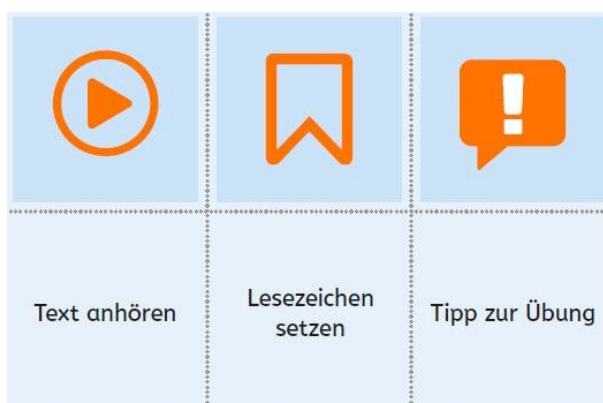 !
Text anhören
Lesezeichen
setzen
Tipp zur Übung